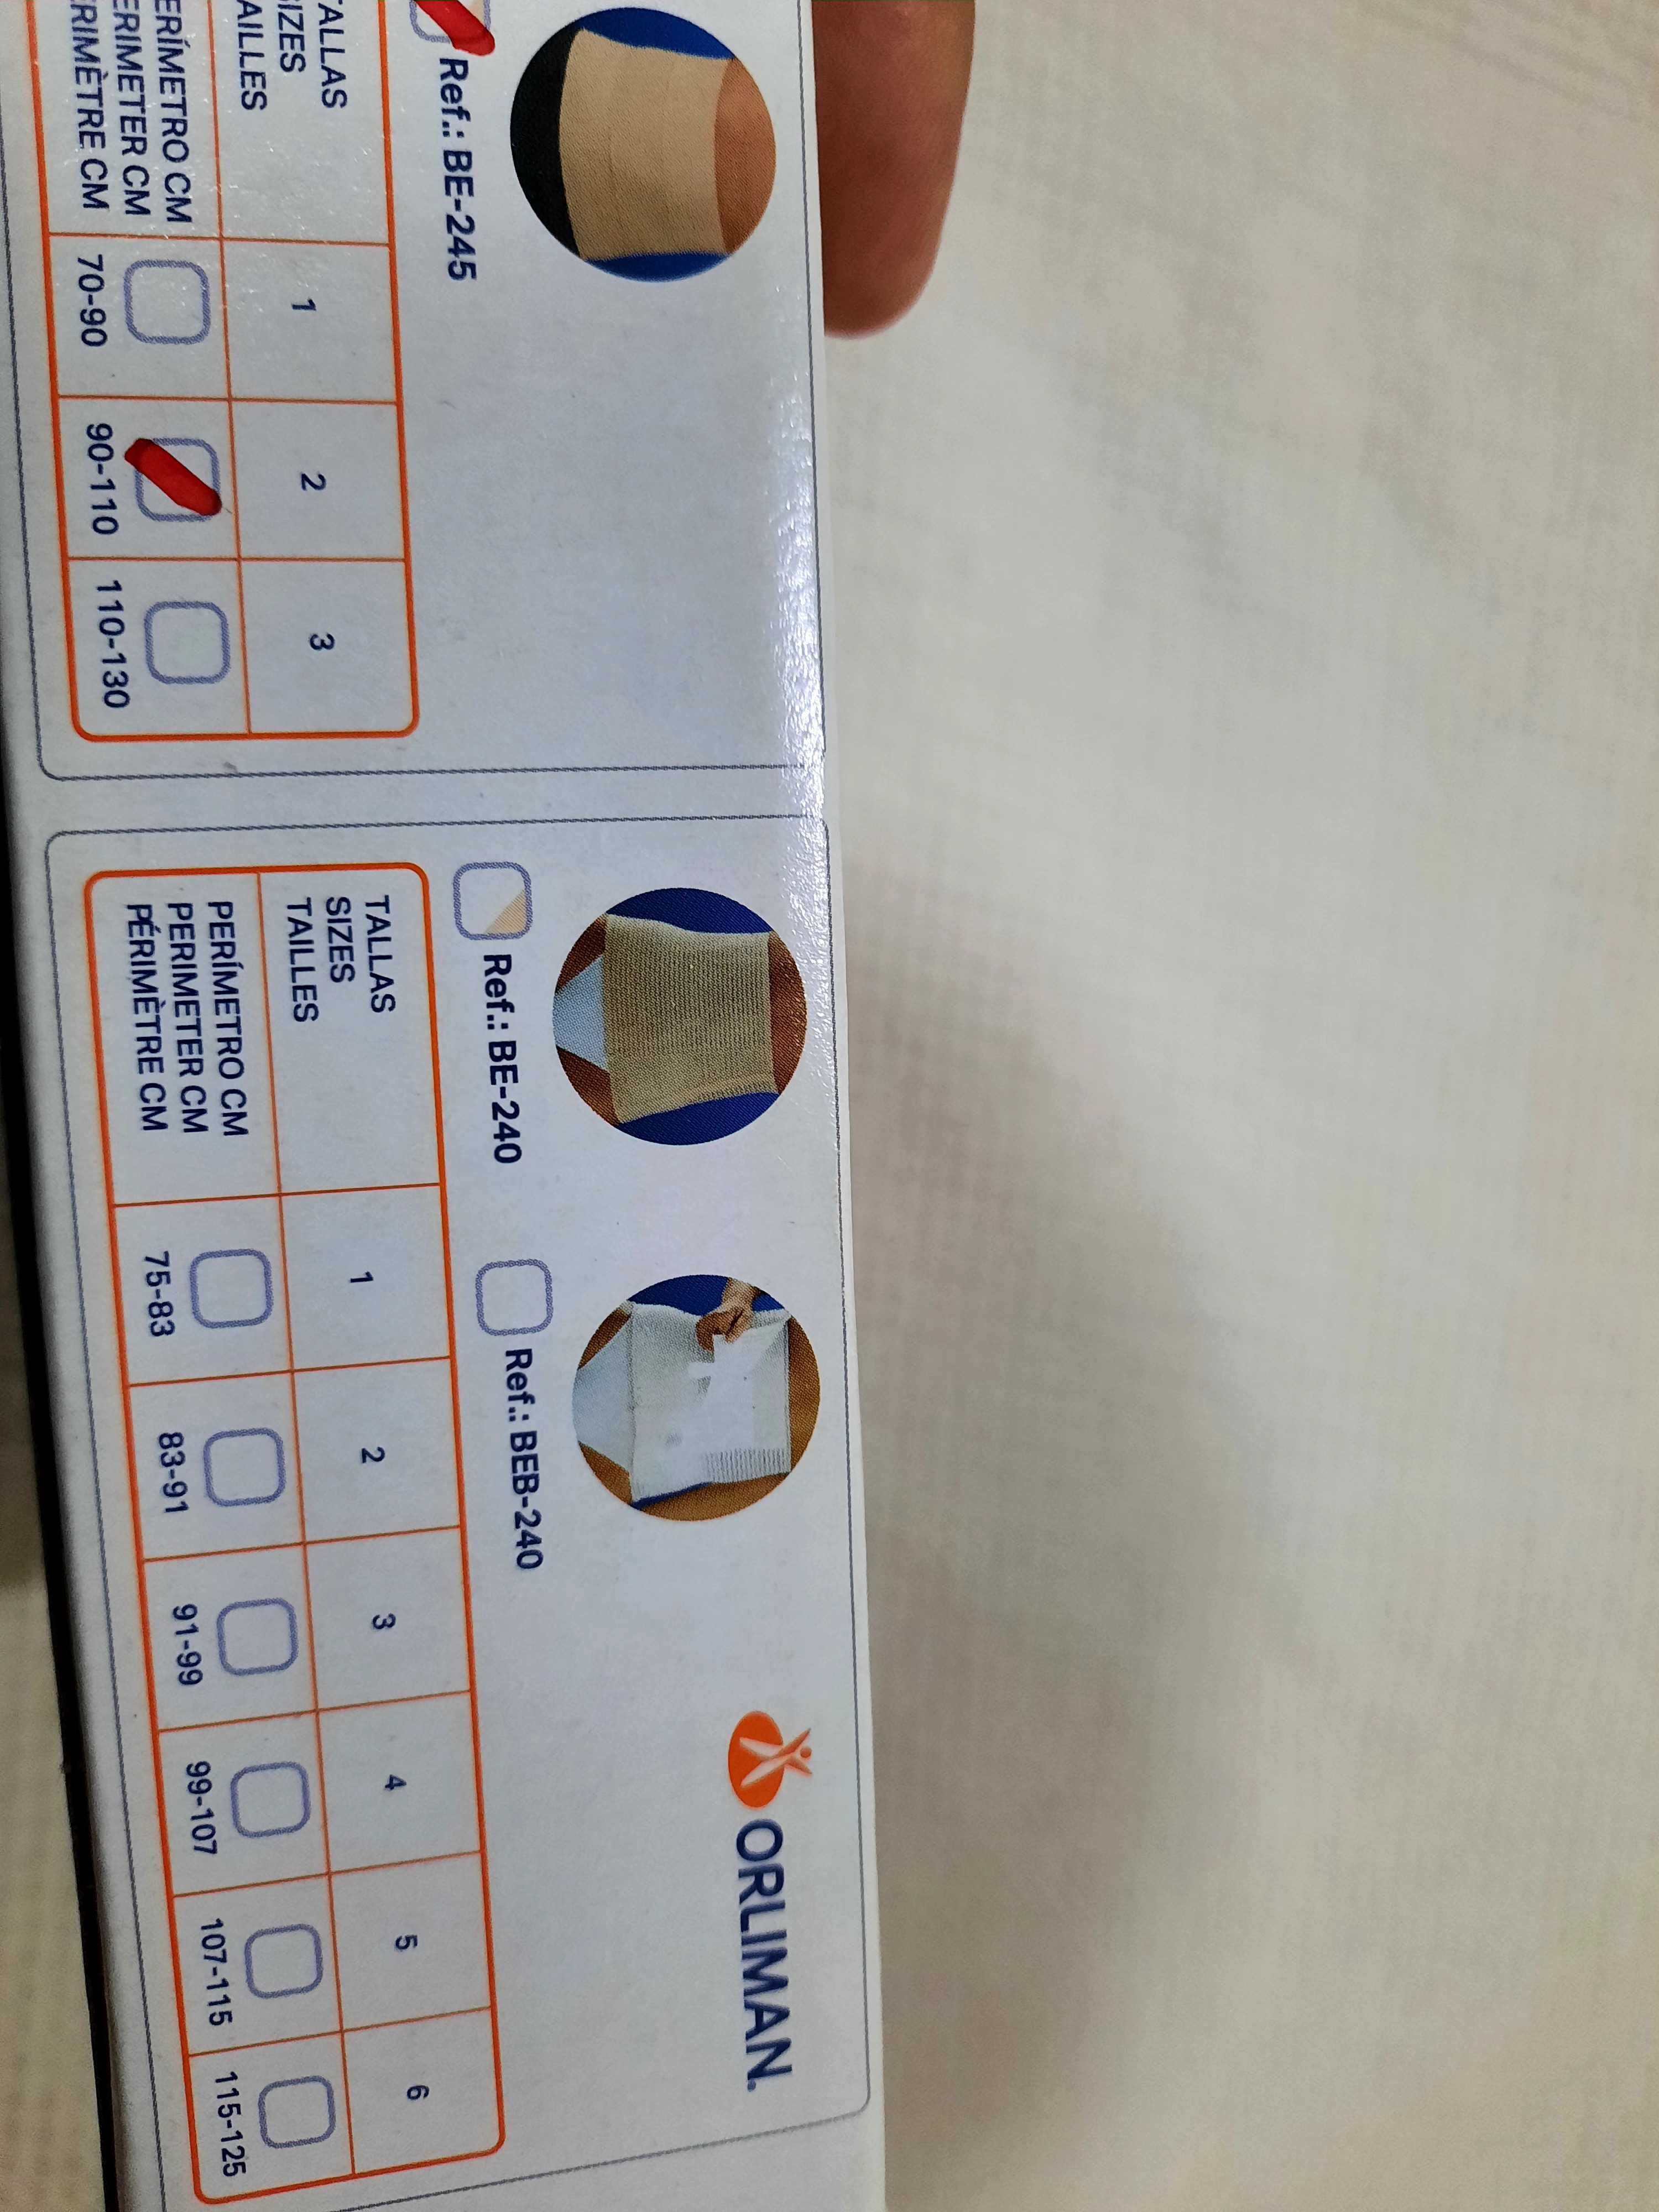 Ref.: BE-245
TALLAS
SIZES
TAILLES
1
2
3
PERÍMETRO CM
PERIMETER CM
PÉRIMÈTRE CM
70-90
90-110
110-130
ORLIMAN.
Ref.: BE-240
Ref.: BEB-240
TALLAS
SIZES
TAILLES
1
2
3
4
5
6
PERÍMETRO CM
PERIMETER CM
PÉRIMÈTRE CM
75-83
83-91
91-99
99-107
107-115
115-125